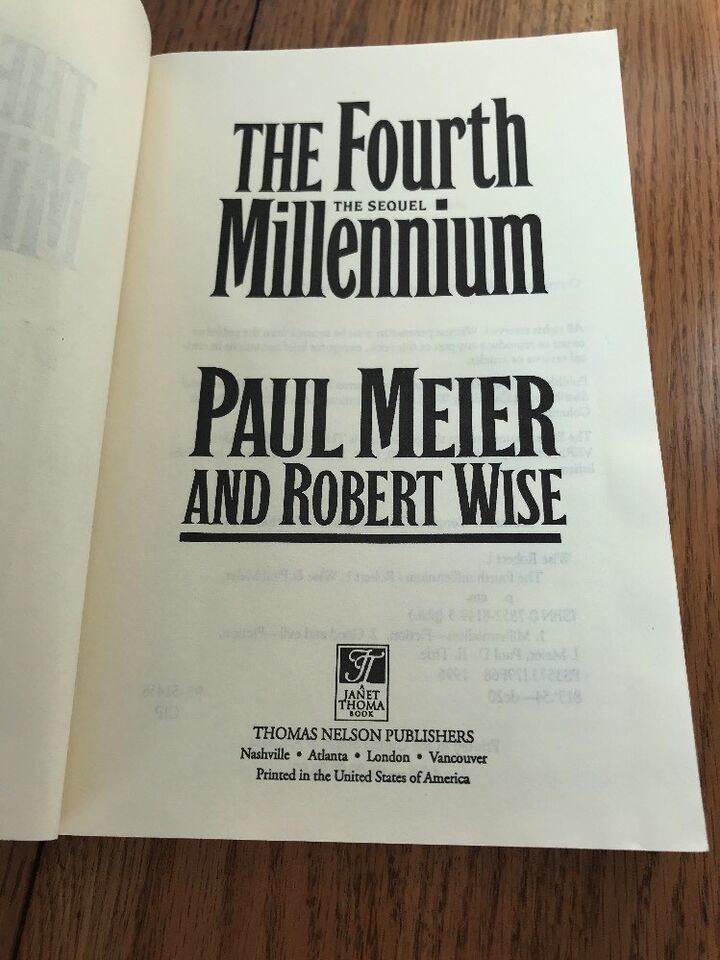 THE Fourth
THE SEQUEL
Millennium
PAUL MEIER
AND ROBERT WISE
JT
A
JANET
THOMA
BOOK
THOMAS NELSON PUBLISHERS
Nashville • Atlanta • London • Vancouver
Printed in the United States of America